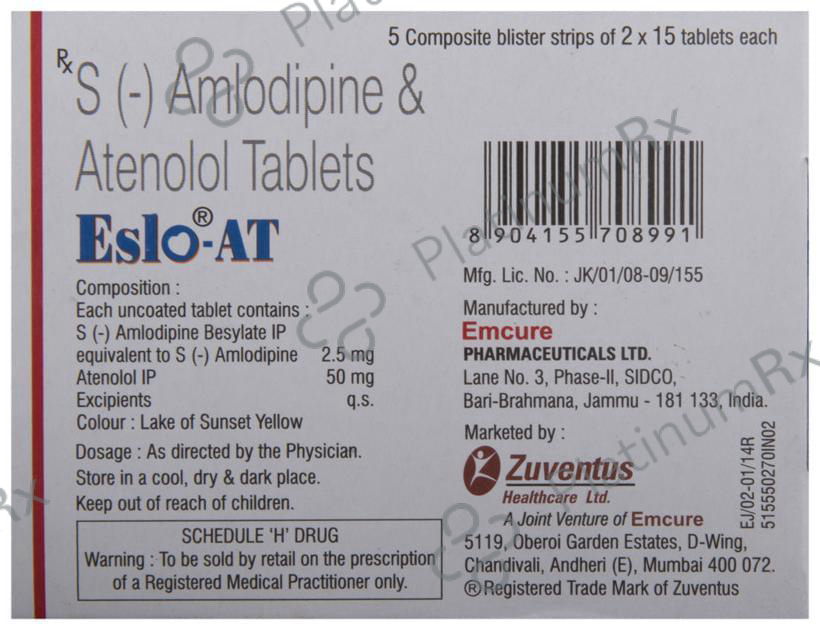 5 Composite blister strips of 2 x 15 tablets each
Rx
S (-) Amlodipine &
Atenolol Tablets
Eslo®-AT
Composition :
Each uncoated tablet contains :
S (-) Amlodipine Besylate IP
equivalent to S (-) Amlodipine 2.5 mg
Atenolol IP 50 mg
Excipients q.s.
Colour : Lake of Sunset Yellow
Dosage : As directed by the Physician.
Store in a cool, dry & dark place.
Keep out of reach of children.
SCHEDULE 'H' DRUG
Warning : To be sold by retail on the prescription
of a Registered Medical Practitioner only.
8 904155 708991
Mfg. Lic. No. : JK/01/08-09/155
Manufactured by :
Emcure
PHARMACEUTICALS LTD.
Lane No. 3, Phase-II, SIDCO,
Bari-Brahmana, Jammu - 181 133, India.
Marketed by :
Zuventus
Healthcare Ltd.
A Joint Venture of Emcure
5119, Oberoi Garden Estates, D-Wing,
Chandivali, Andheri (E), Mumbai 400 072.
® Registered Trade Mark of Zuventus
EJ/02-01/14R
515550270IN02
PlatinumRx
PlatinumRx